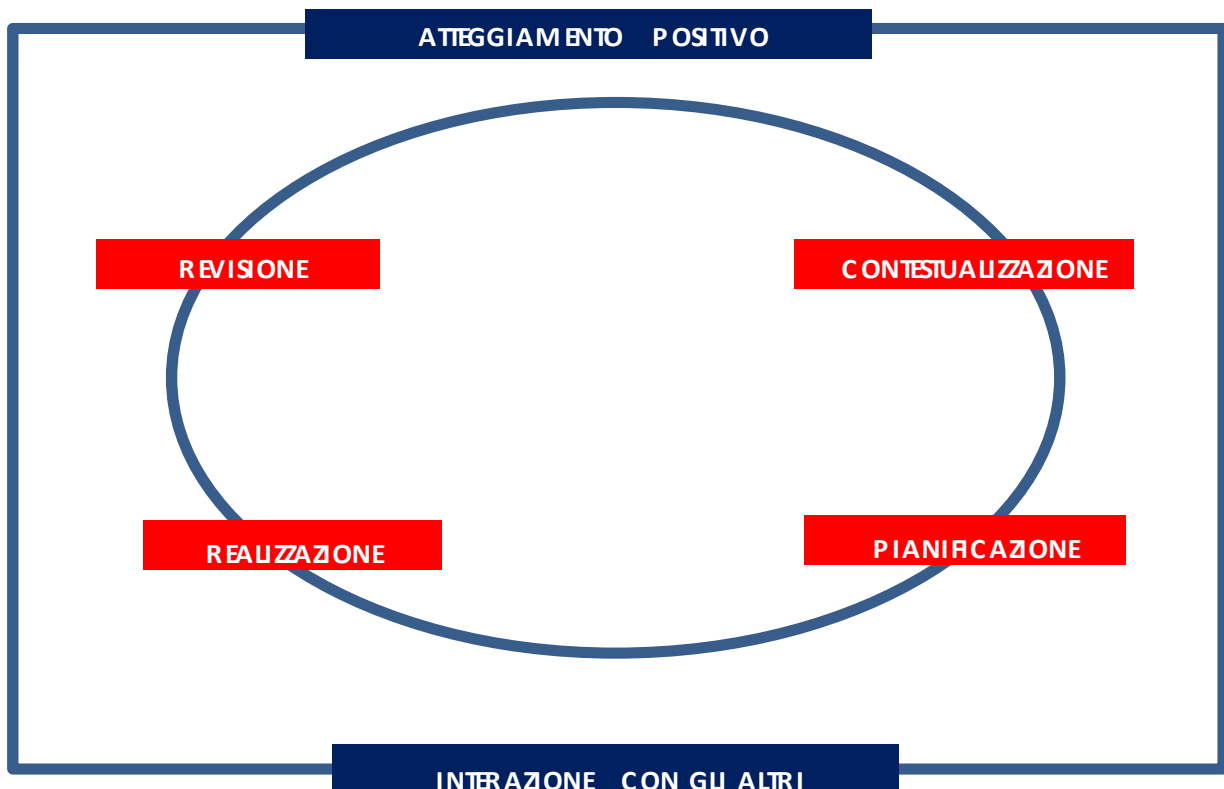 ATTEGGIAMENTO POSITIVO
REVISIONE
CONTESTUALIZZAZIONE
REALIZZAZIONE
PIANIFICAZIONE
INTERAZIONE CON GLI ALTRI